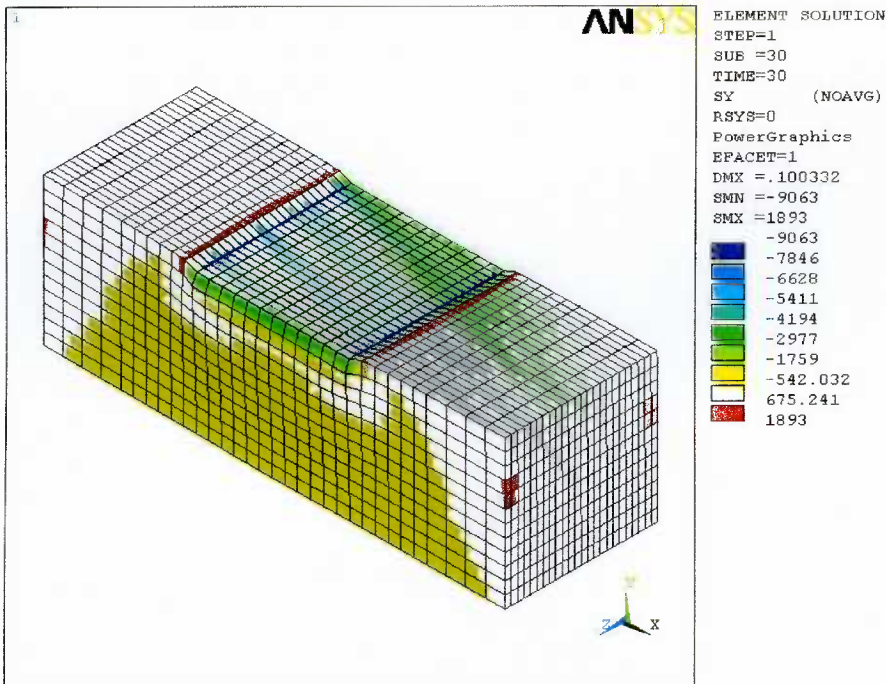 1
ANSYS
ELEMENT SOLUTION
STEP=1
SUB =30
TIME=30
SY (NOAVG)
RSYS=0
PowerGraphics
EFACET=1
DMX =.100332
SMN =-9063
SMX =1893
-9063
-7846
-6628
-5411
-4194
-2977
-1759
-542.032
675.241
1893
Y
Z X